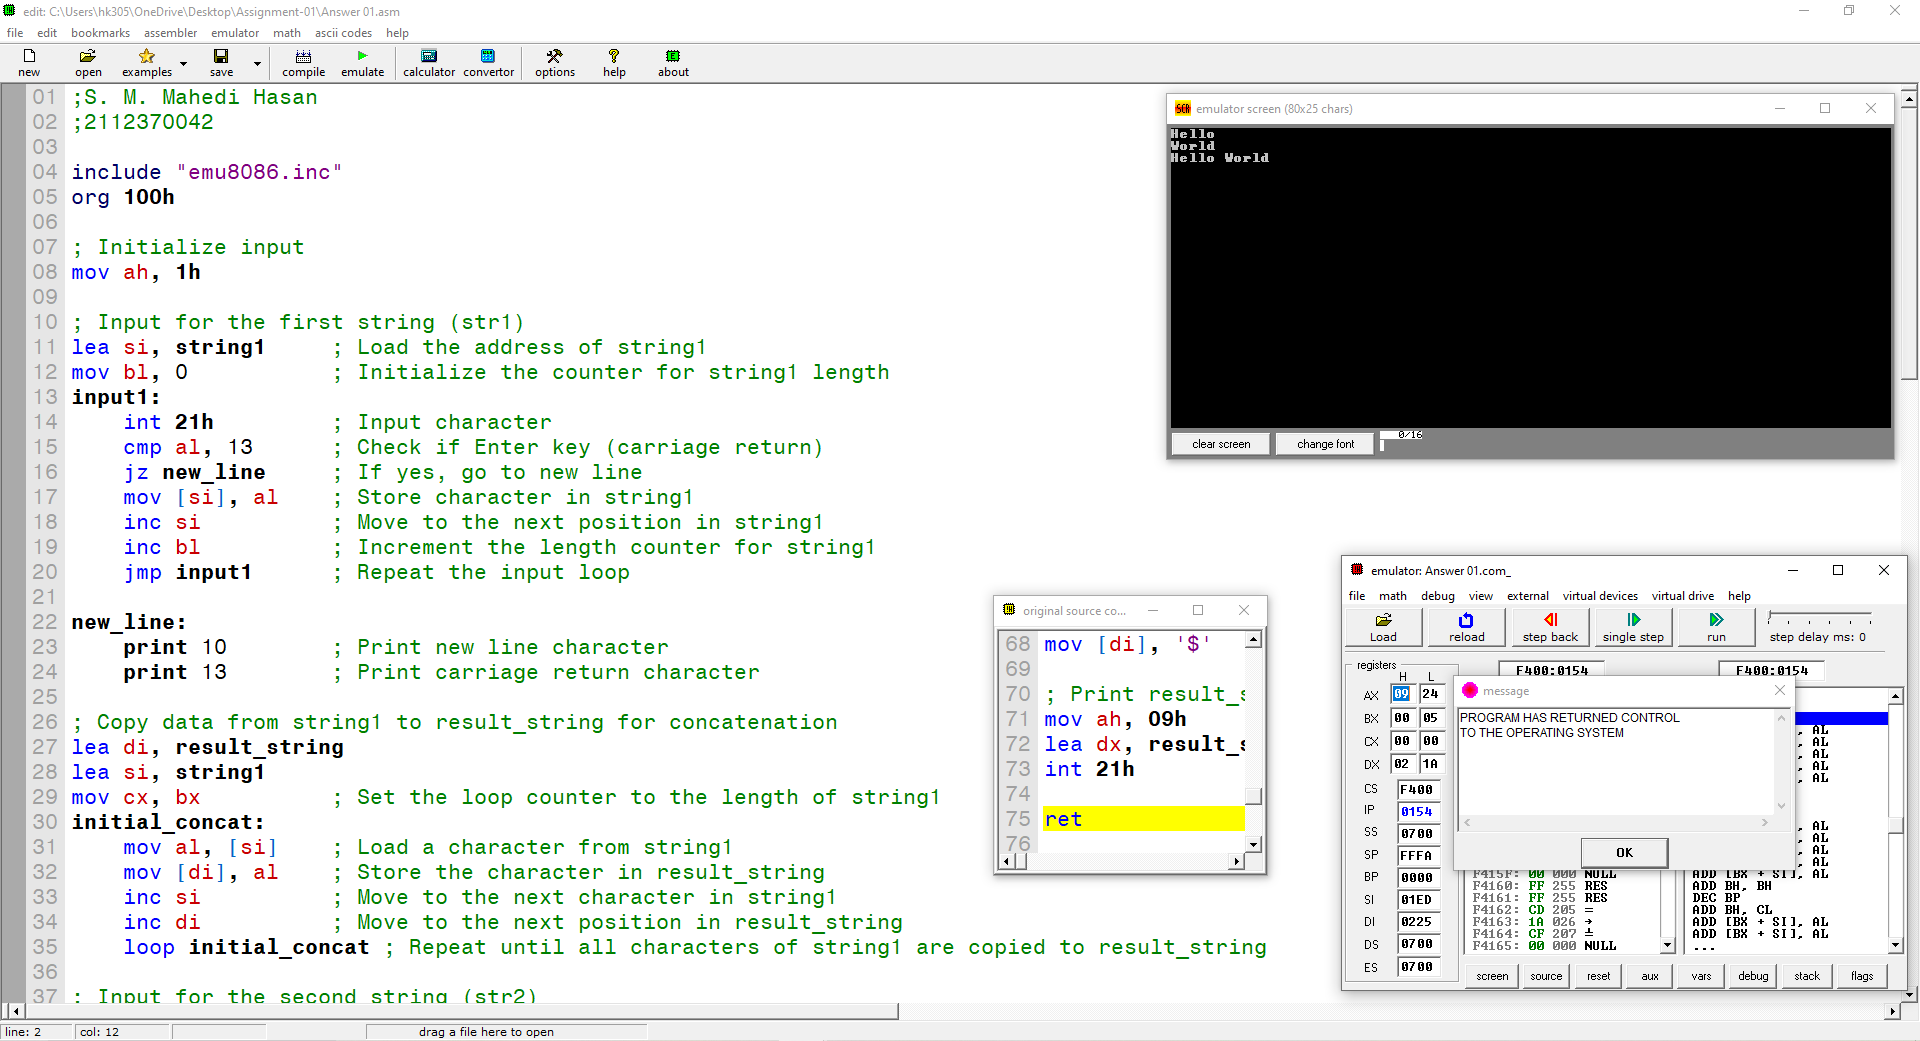 edit: C:\Users\hk305\OneDrive\Desktop\Assignment-01\Answer 01.asm
file edit bookmarks assembler emulator math ascii codes help
new open examples save compile emulate calculator convertor options help about
01 ;S. M. Mahedi Hasan
02 ;2112370042
03
04 include "emu8086.inc"
05 org 100h
06
07 ; Initialize input
08 mov ah, 1h
09
10 ; Input for the first string (str1)
11 lea si, string1 ; Load the address of string1
12 mov bl, 0 ; Initialize the counter for string1 length
13 input1:
14 int 21h ; Input character
15 cmp al, 13 ; Check if Enter key (carriage return)
16 jz new_line ; If yes, go to new line
17 mov [si], al ; Store character in string1
18 inc si ; Move to the next position in string1
19 inc bl ; Increment the length counter for string1
20 jmp input1 ; Repeat the input loop
21
22 new_line:
23 print 10 ; Print new line character
24 print 13 ; Print carriage return character
25
26 ; Copy data from string1 to result_string for concatenation
27 lea di, result_string
28 lea si, string1
29 mov cx, bx ; Set the loop counter to the length of string1
30 initial_concat:
31 mov al, [si] ; Load a character from string1
32 mov [di], al ; Store the character in result_string
33 inc si ; Move to the next character in string1
34 inc di ; Move to the next position in result_string
35 loop initial_concat ; Repeat until all characters of string1 are copied to result_string
36
37 ; Input for the second string (str2)
line: 2 col: 12 drag a file here to open
SCR emulator screen (80x25 chars)
Hello
World
Hello World
clear screen change font 0/16
original source co...
68 mov [di], '$'
69
70 ; Print result_s
71 mov ah, 09h
72 lea dx, result_s
73 int 21h
74
75 ret
76
emulator: Answer 01.com_
file math debug view external virtual devices virtual drive help
Load reload step back single step run step delay ms: 0
registers F400:0154 F400:0154
H L
AX 09 24
BX 00 05
CX 00 00
DX 02 1A
CS F400
IP 0154
SS 0700
SP FFFA
BP 0000
SI 01ED
DI 0225
DS 0700
ES 0700
message
PROGRAM HAS RETURNED CONTROL
TO THE OPERATING SYSTEM
OK
, AL
, AL
, AL
, AL
, AL
, AL
, AL
, AL
, AL
F415F: 00 000 NULL ADD [BX + SI], AL
F4160: FF 255 RES ADD BH, BH
F4161: FF 255 RES DEC BP
F4162: CD 205 = ADD BH, CL
F4163: 1A 026 → ADD [BX + SI], AL
F4164: CF 207 ADD [BX + SI], AL
F4165: 00 000 NULL ...
screen source reset aux vars debug stack flags